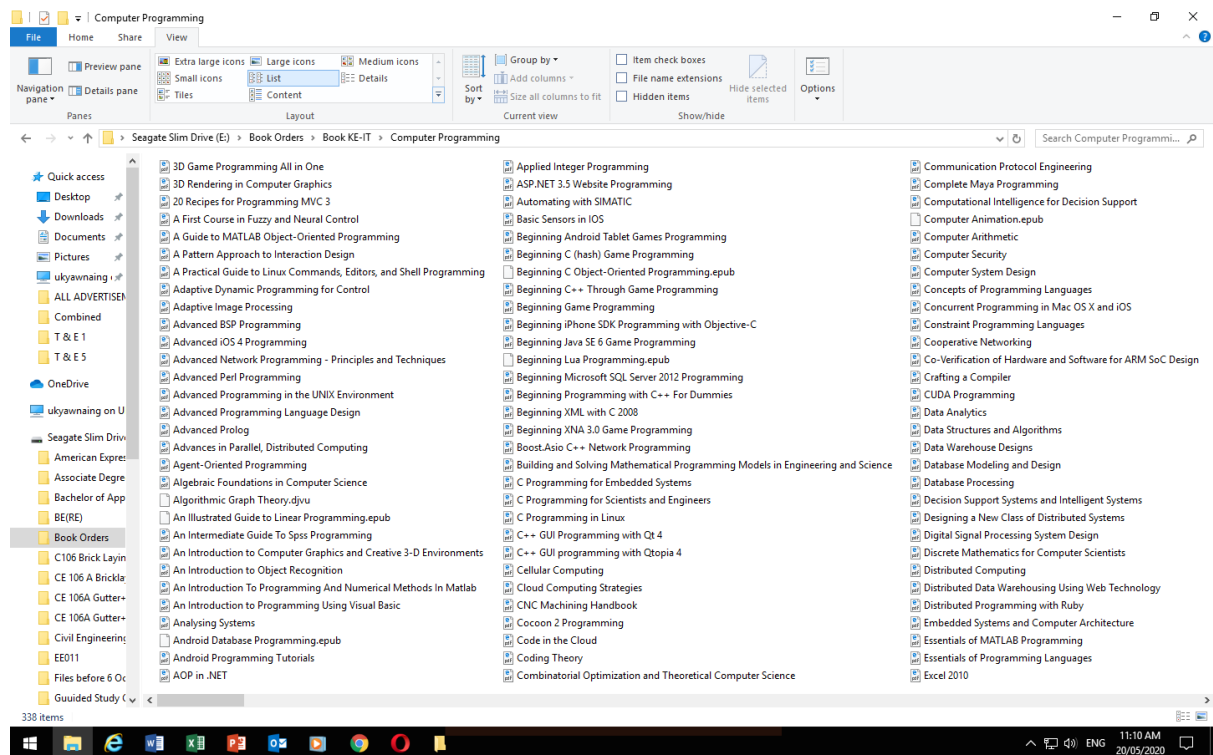 Computer Programming
File Home Share View
Navigation pane
Preview pane
Details pane
Panes
Extra large icons Large icons Medium icons
Small icons List Details
Tiles Content
Layout
Sort by
Group by
Add columns
Size all columns to fit
Current view
Item check boxes
File name extensions
Hidden items
Hide selected items
Show/hide
Options
Seagate Slim Drive (E:) > Book Orders > Book KE-IT > Computer Programming
Search Computer Programmi...
Quick access
Desktop
Downloads
Documents
Pictures
ukyawnaing
ALL ADVERTISEN
Combined
T & E 1
T & E 5
OneDrive
ukyawnaing on U
Seagate Slim Driv
American Expres
Associate Degre
Bachelor of App
BE(RE)
Book Orders
C106 Brick Layin
CE 106 A Brickla
CE 106A Gutter+
CE 106A Gutter+
Civil Engineering
EE011
Files before 6 Oc
Guuided Study
3D Game Programming All in One
3D Rendering in Computer Graphics
20 Recipes for Programming MVC 3
A First Course in Fuzzy and Neural Control
A Guide to MATLAB Object-Oriented Programming
A Pattern Approach to Interaction Design
A Practical Guide to Linux Commands, Editors, and Shell Programming
Adaptive Dynamic Programming for Control
Adaptive Image Processing
Advanced BSP Programming
Advanced iOS 4 Programming
Advanced Network Programming - Principles and Techniques
Advanced Perl Programming
Advanced Programming in the UNIX Environment
Advanced Programming Language Design
Advanced Prolog
Advances in Parallel, Distributed Computing
Agent-Oriented Programming
Algebraic Foundations in Computer Science
Algorithmic Graph Theory.djvu
An Illustrated Guide to Linear Programming.epub
An Intermediate Guide To Spss Programming
An Introduction to Computer Graphics and Creative 3-D Environments
An Introduction to Object Recognition
An Introduction To Programming And Numerical Methods In Matlab
An Introduction to Programming Using Visual Basic
Analysing Systems
Android Database Programming.epub
Android Programming Tutorials
AOP in .NET
Applied Integer Programming
ASP.NET 3.5 Website Programming
Automating with SIMATIC
Basic Sensors in IOS
Beginning Android Tablet Games Programming
Beginning C (hash) Game Programming
Beginning C Object-Oriented Programming.epub
Beginning C++ Through Game Programming
Beginning Game Programming
Beginning iPhone SDK Programming with Objective-C
Beginning Java SE 6 Game Programming
Beginning Lua Programming.epub
Beginning Microsoft SQL Server 2012 Programming
Beginning Programming with C++ For Dummies
Beginning XML with C 2008
Beginning XNA 3.0 Game Programming
Boost.Asio C++ Network Programming
Building and Solving Mathematical Programming Models in Engineering and Science
C Programming for Embedded Systems
C Programming for Scientists and Engineers
C Programming in Linux
C++ GUI Programming with Qt 4
C++ GUI programming with Qtopia 4
Cellular Computing
Cloud Computing Strategies
CNC Machining Handbook
Cocoon 2 Programming
Code in the Cloud
Coding Theory
Combinatorial Optimization and Theoretical Computer Science
Communication Protocol Engineering
Complete Maya Programming
Computational Intelligence for Decision Support
Computer Animation.epub
Computer Arithmetic
Computer Security
Computer System Design
Concepts of Programming Languages
Concurrent Programming in Mac OS X and iOS
Constraint Programming Languages
Cooperative Networking
Co-Verification of Hardware and Software for ARM SoC Design
Crafting a Compiler
CUDA Programming
Data Analytics
Data Structures and Algorithms
Data Warehouse Designs
Database Modeling and Design
Database Processing
Decision Support Systems and Intelligent Systems
Designing a New Class of Distributed Systems
Digital Signal Processing System Design
Discrete Mathematics for Computer Scientists
Distributed Computing
Distributed Data Warehousing Using Web Technology
Distributed Programming with Ruby
Embedded Systems and Computer Architecture
Essentials of MATLAB Programming
Essentials of Programming Languages
Excel 2010
338 items
ENG
11:10 AM
20/05/2020